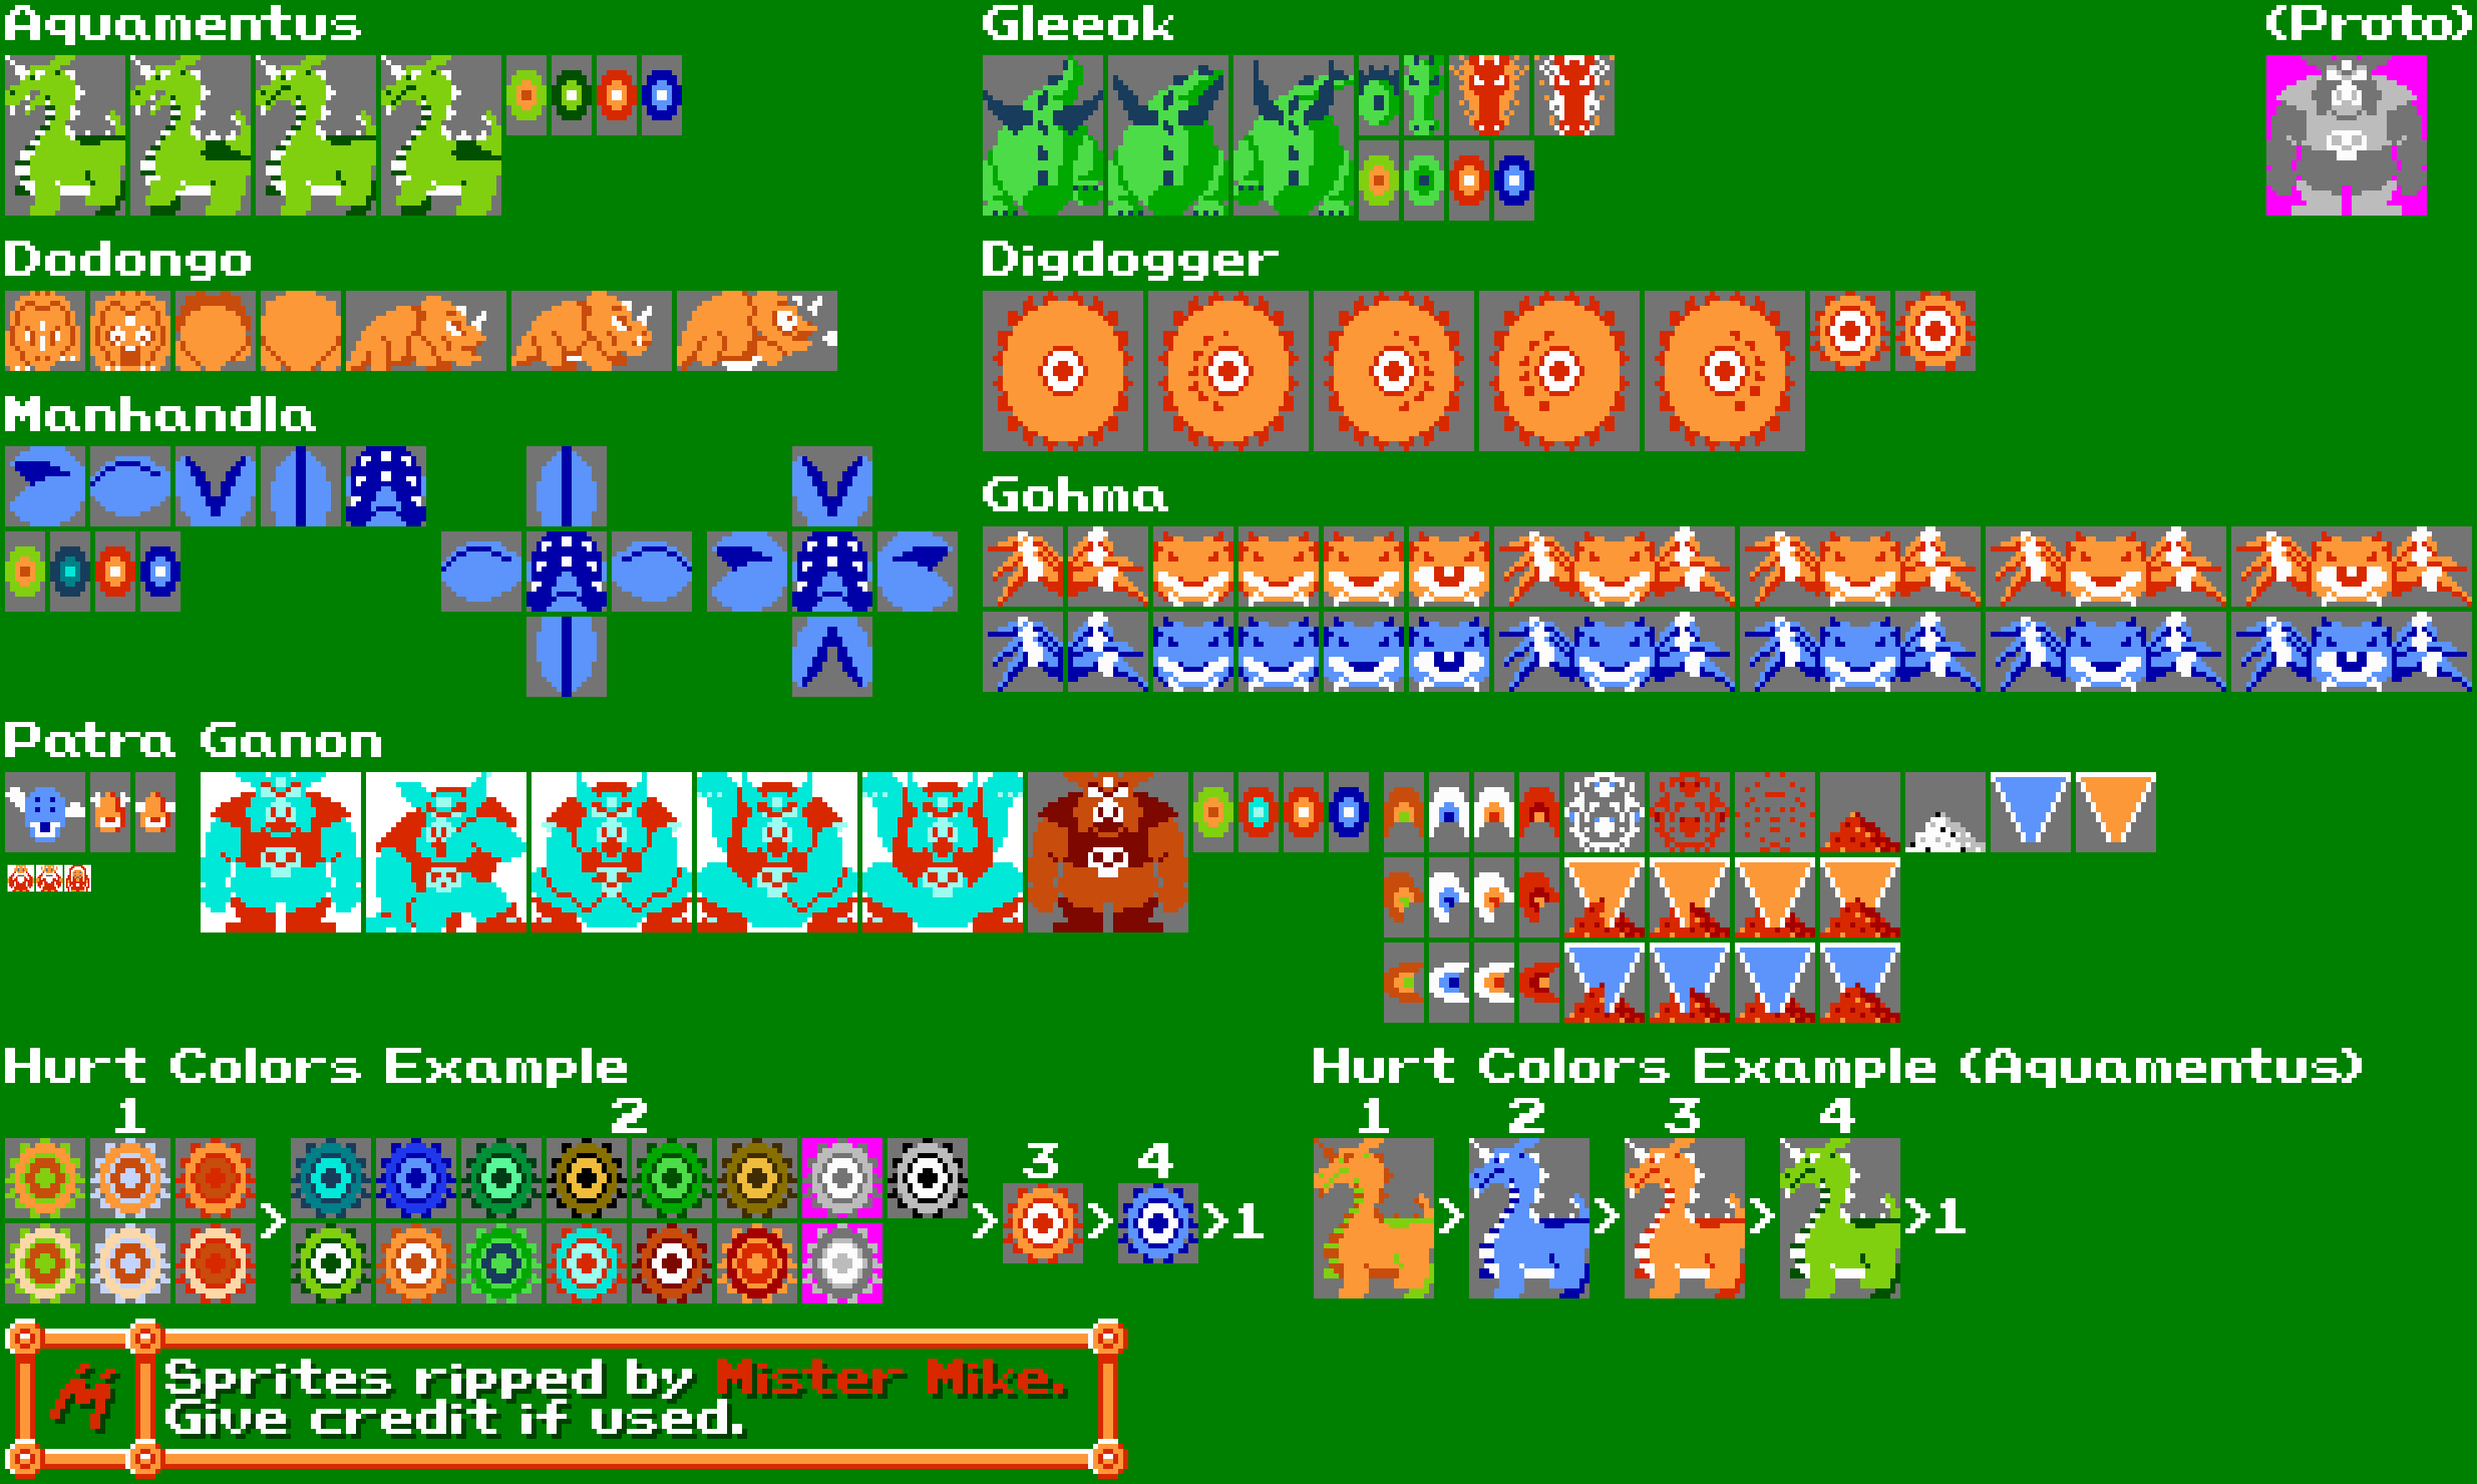 Aquamentus
Gleeok
(Proto)
Dodongo
Digdogger
Manhandla
Gohma
Patra Ganon
Hurt Colors Example
Hurt Colors Example (Aquamentus)
1 2
1 2 3 4
> > 3 > 4 >1
> > > >1
Sprites ripped by Mister Mike.
Give credit if used.